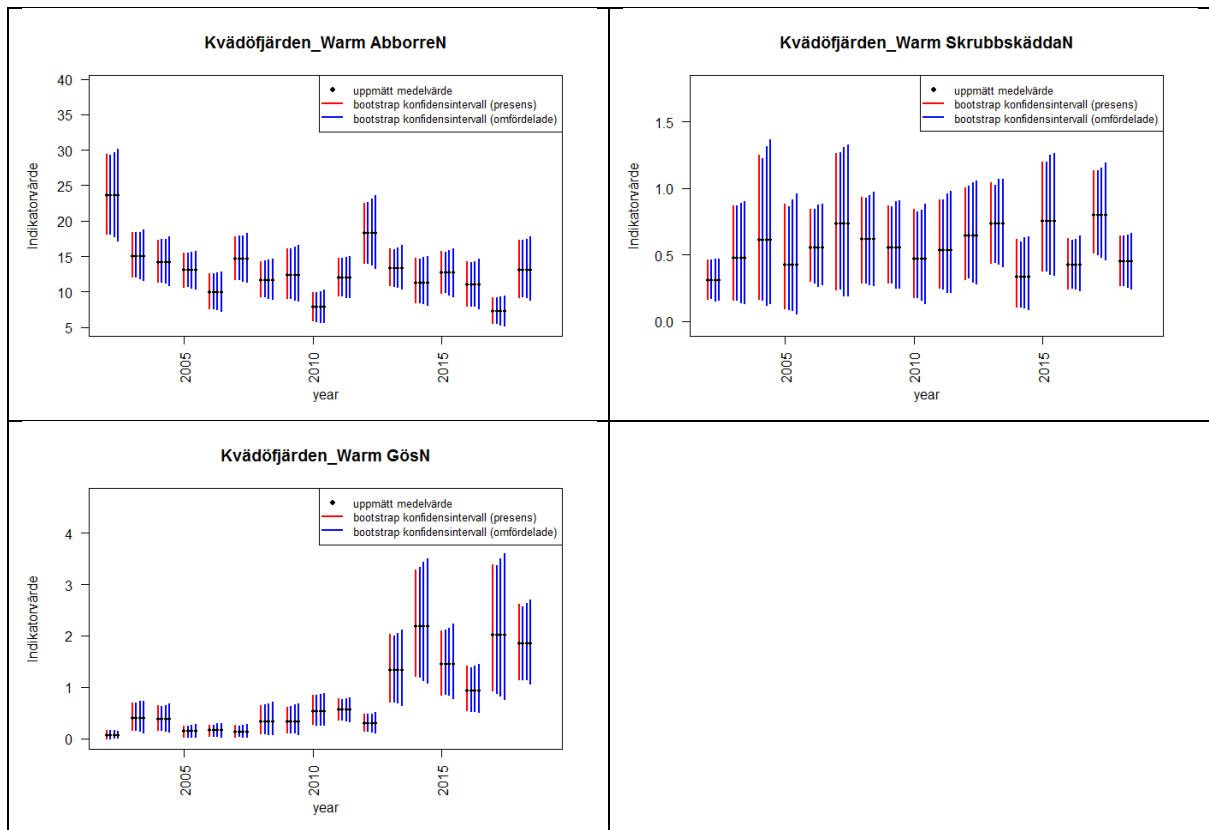 Kvädöfjärden_Warm AbborreN
uppmätt medelvärde
bootstrap konfidensintervall (presens)
bootstrap konfidensintervall (omfördelade)
Indikatorvärde
40
35
30
25
20
15
10
5
2005
2010
2015
year
Kvädöfjärden_Warm SkrubbskäddaN
uppmätt medelvärde
bootstrap konfidensintervall (presens)
bootstrap konfidensintervall (omfördelade)
Indikatorvärde
1.5
1.0
0.5
0.0
2005
2010
2015
year
Kvädöfjärden_Warm GösN
uppmätt medelvärde
bootstrap konfidensintervall (presens)
bootstrap konfidensintervall (omfördelade)
Indikatorvärde
4
3
2
1
0
2005
2010
2015
year